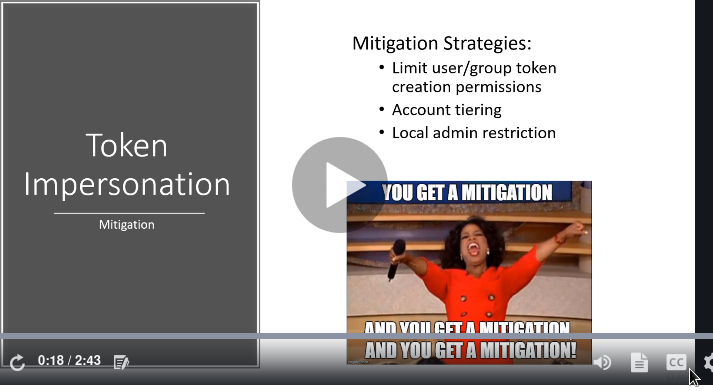 Token
Impersonation
Mitigation
Mitigation Strategies:
• Limit user/group token
creation permissions
• Account tiering
• Local admin restriction
YOU GET A MITIGATION
AND YOU GET A MITIGATION
AND YOU GET A MITIGATION!
0:18 / 2:43
CC